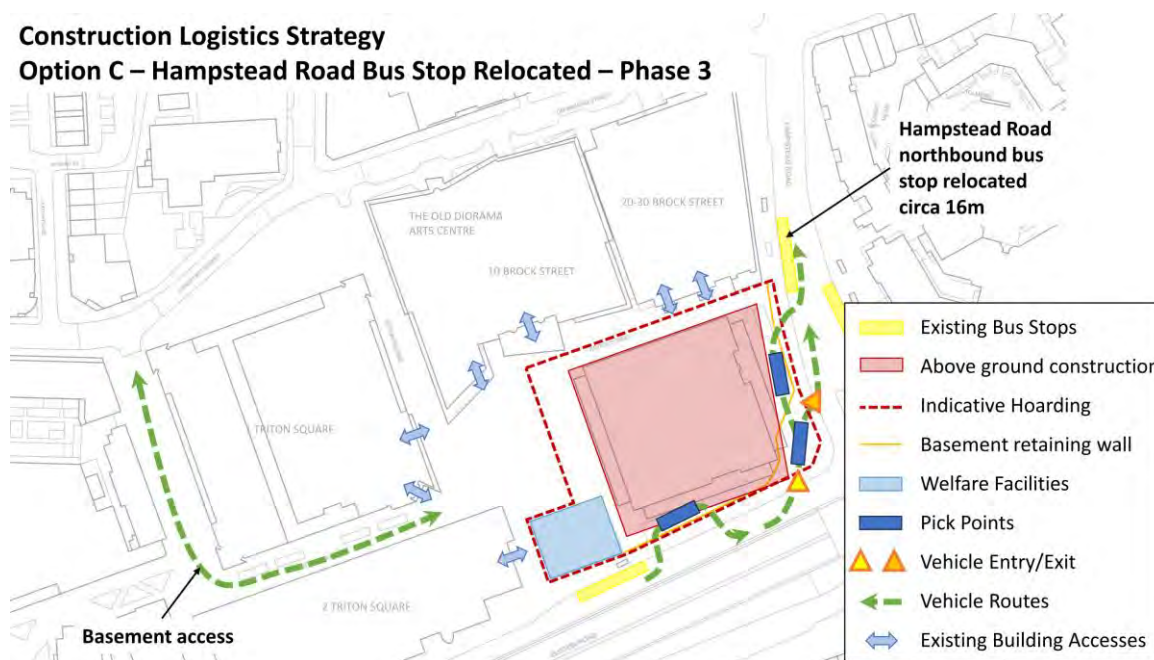 Construction Logistics Strategy
Option C – Hampstead Road Bus Stop Relocated – Phase 3
Hampstead Road
northbound bus
stop relocated
circa 16m
HAMPSTEAD ROAD
THE OLD DIORAMA
ARTS CENTRE
20-30 BROCK STREET
10 BROCK STREET
1 TRITON SQUARE
2 TRITON SQUARE
Basement access
Existing Bus Stops
Above ground construction
Indicative Hoarding
Basement retaining wall
Welfare Facilities
Pick Points
Vehicle Entry/Exit
Vehicle Routes
Existing Building Accesses